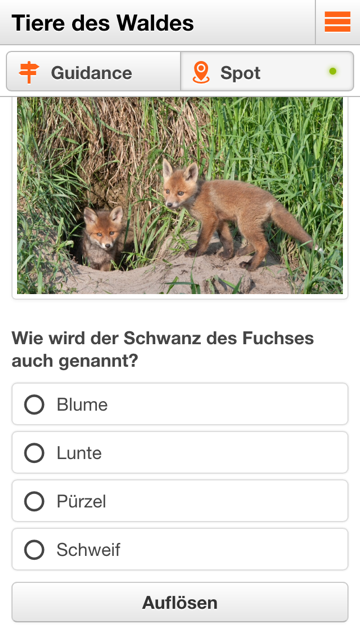 Tiere des Waldes
Guidance
Spot
Wie wird der Schwanz des Fuchses
auch genannt?
Blume
Lunte
Pürzel
Schweif
Auflösen